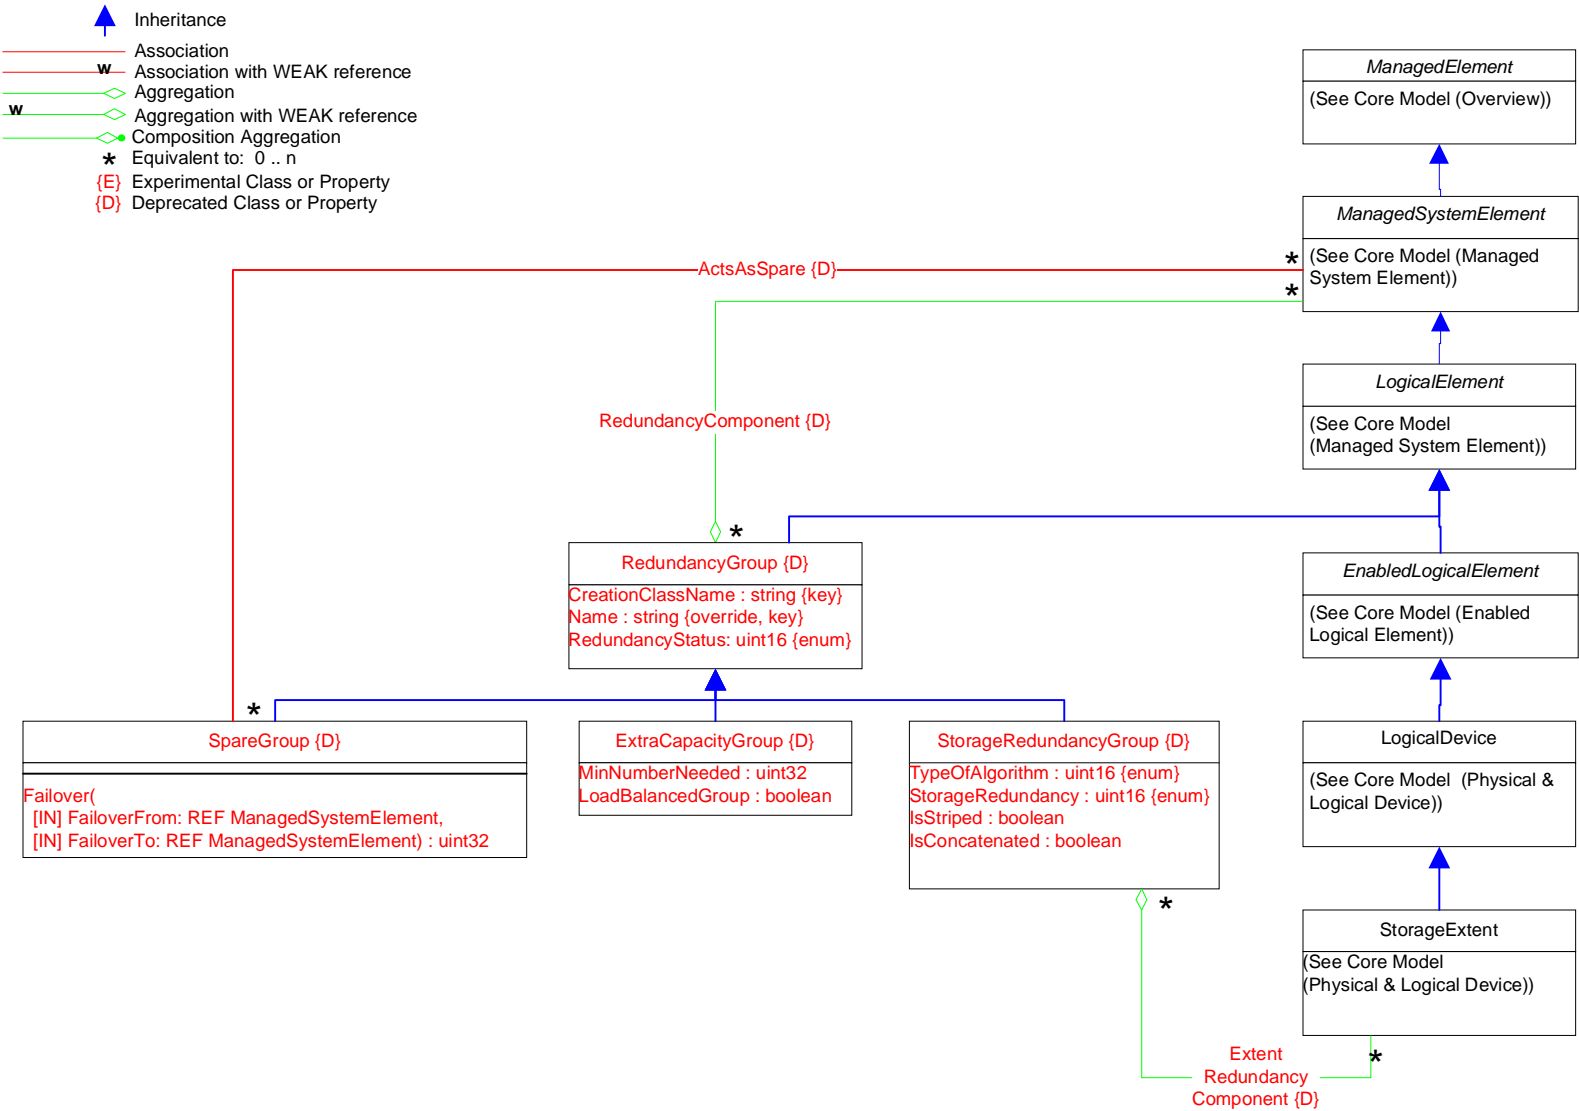 Inheritance
Association
w
Association with WEAK reference
Aggregation
w
Aggregation with WEAK reference
Composition Aggregation
* Equivalent to: 0 .. n
{E} Experimental Class or Property
{D} Deprecated Class or Property
ManagedElement
(See Core Model (Overview))
ManagedSystemElement
(See Core Model (Managed
System Element))
*
*
ActsAsSpare {D}
LogicalElement
(See Core Model
(Managed System Element))
RedundancyComponent {D}
*
RedundancyGroup {D}
CreationClassName : string {key}
Name : string {override, key}
RedundancyStatus: uint16 {enum}
EnabledLogicalElement
(See Core Model (Enabled
Logical Element))
*
SpareGroup {D}
Failover(
[IN] FailoverFrom: REF ManagedSystemElement,
[IN] FailoverTo: REF ManagedSystemElement) : uint32
ExtraCapacityGroup {D}
MinNumberNeeded : uint32
LoadBalancedGroup : boolean
StorageRedundancyGroup {D}
TypeOfAlgorithm : uint16 {enum}
StorageRedundancy : uint16 {enum}
IsStriped : boolean
IsConcatenated : boolean
*
LogicalDevice
(See Core Model (Physical &
Logical Device))
StorageExtent
(See Core Model
(Physical & Logical Device))
*
Extent
Redundancy
Component {D}